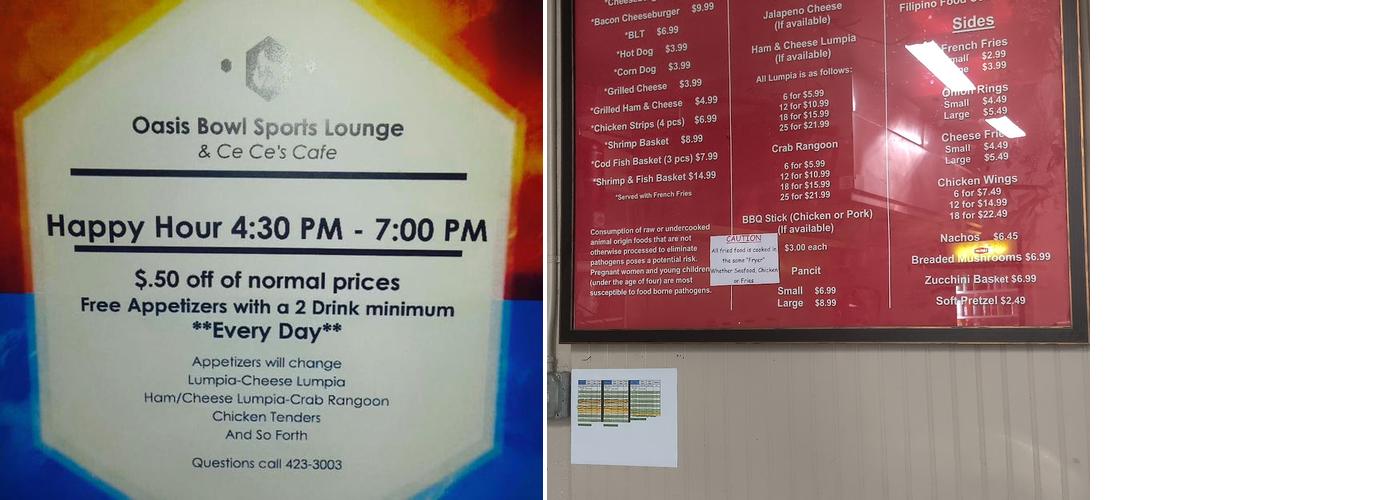 Oasis Bowl Sports Lounge
& Ce Ce's Cafe
Happy Hour 4:30 PM - 7:00 PM
$.50 off of normal prices
Free Appetizers with a 2 Drink minimum
**Every Day**
Appetizers will change
Lumpia-Cheese Lumpia
Ham/Cheese Lumpia-Crab Rangoon
Chicken Tenders
And So Forth
Questions call 423-3003
*Bacon Cheeseburger $9.99
*BLT $6.99
*Hot Dog $3.99
*Corn Dog $3.99
*Grilled Cheese $3.99
*Grilled Ham & Cheese $4.99
*Chicken Strips (4 pcs) $6.99
*Shrimp Basket $8.99
*Cod Fish Basket (3 pcs) $7.99
*Shrimp & Fish Basket $14.99
*Served with French Fries
Consumption of raw or undercooked
animal origin foods that are not
otherwise processed to eliminate
pathogens poses a potential risk.
Pregnant women and young children
(under the age of four) are most
susceptible to food borne pathogens.
CAUTION
All fried food is cooked in
the same "Fryer"
Whether Seafood, Chicken
or Fries
Jalapeno Cheese
(If available)
Ham & Cheese Lumpia
(If available)
All Lumpia is as follows:
6 for $5.99
12 for $10.99
18 for $15.99
25 for $21.99
Crab Rangoon
6 for $5.99
12 for $10.99
18 for $15.99
25 for $21.99
BBQ Stick (Chicken or Pork)
(If available)
$3.00 each
Pancit
Small $6.99
Large $8.99
Filipino Food
Sides
French Fries
Small $2.99
$3.99
Onion Rings
Small $4.49
Large $5.49
Cheese Fries
Small $4.49
Large $5.49
Chicken Wings
6 for $7.49
12 for $14.99
18 for $22.49
Nachos $6.45
Breaded Mushrooms $6.99
Zucchini Basket $6.99
Soft Pretzel $2.49